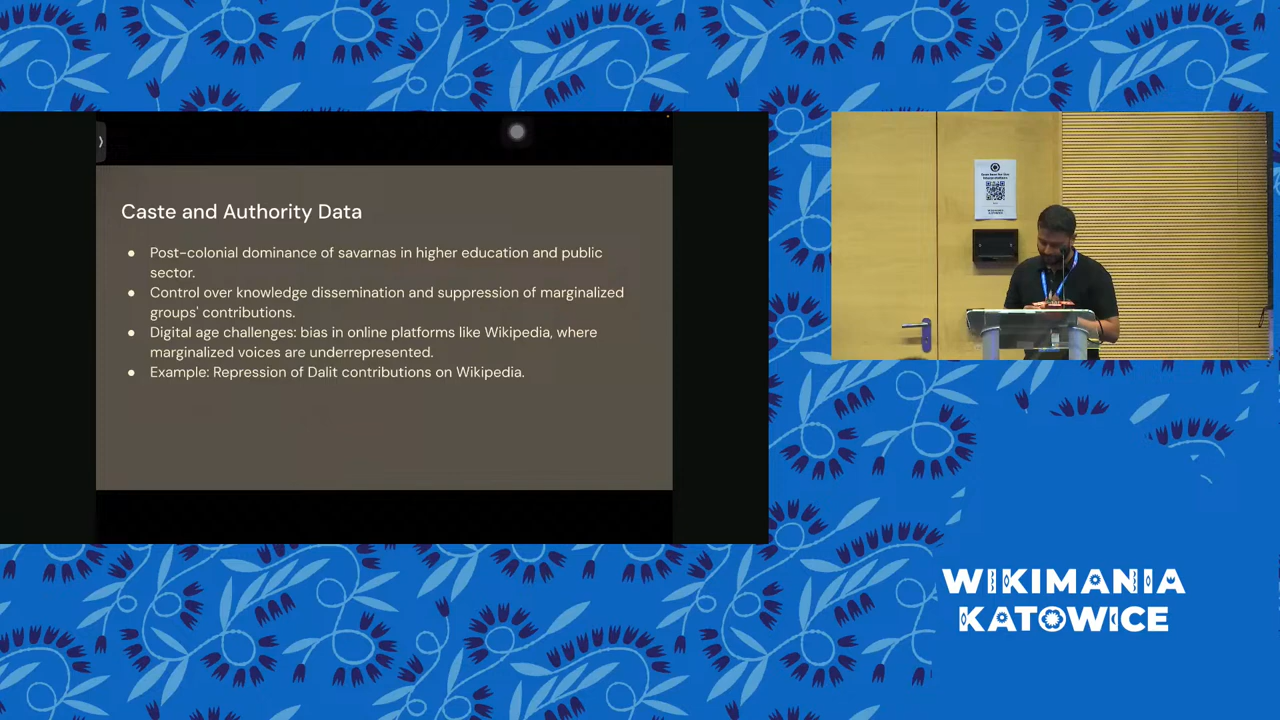 Caste and Authority Data
● Post-colonial dominance of savarnas in higher education and public
sector.
● Control over knowledge dissemination and suppression of marginalized
groups' contributions.
● Digital age challenges: bias in online platforms like Wikipedia, where
marginalized voices are underrepresented.
● Example: Repression of Dalit contributions on Wikipedia.
WIKIMANIA
KATOWICE